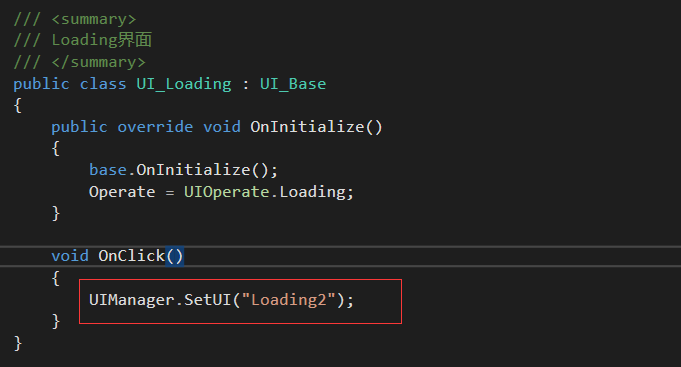 /// <summary>
/// Loading界面
/// </summary>
public class UI_Loading : UI_Base
{
    public override void OnInitialize()
    {
        base.OnInitialize();
        Operate = UIOperate.Loading;
    }
    void OnClick()
    {
        UIManager.SetUI("Loading2");
    }
}